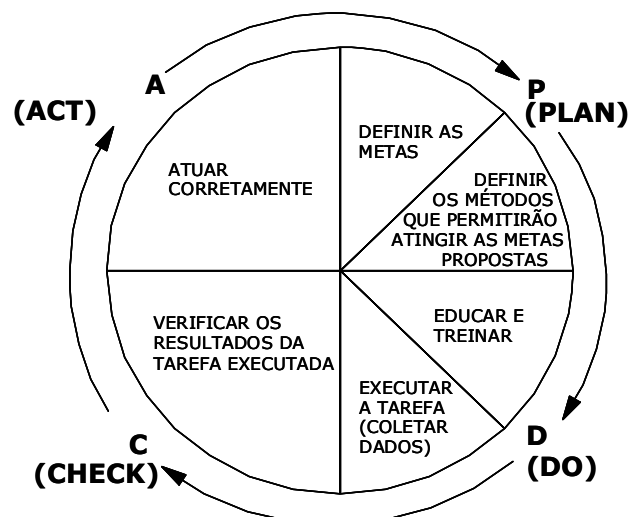 A
(ACT)
P
(PLAN)
DEFINIR AS
METAS
DEFINIR
OS MÉTODOS
QUE PERMITIRÃO
ATINGIR AS METAS
PROPOSTAS
ATUAR
CORRETAMENTE
EDUCAR E
TREINAR
EXECUTAR
A TAREFA
(COLETAR
DADOS)
VERIFICAR OS
RESULTADOS DA
TAREFA EXECUTADA
D
(DO)
C
(CHECK)